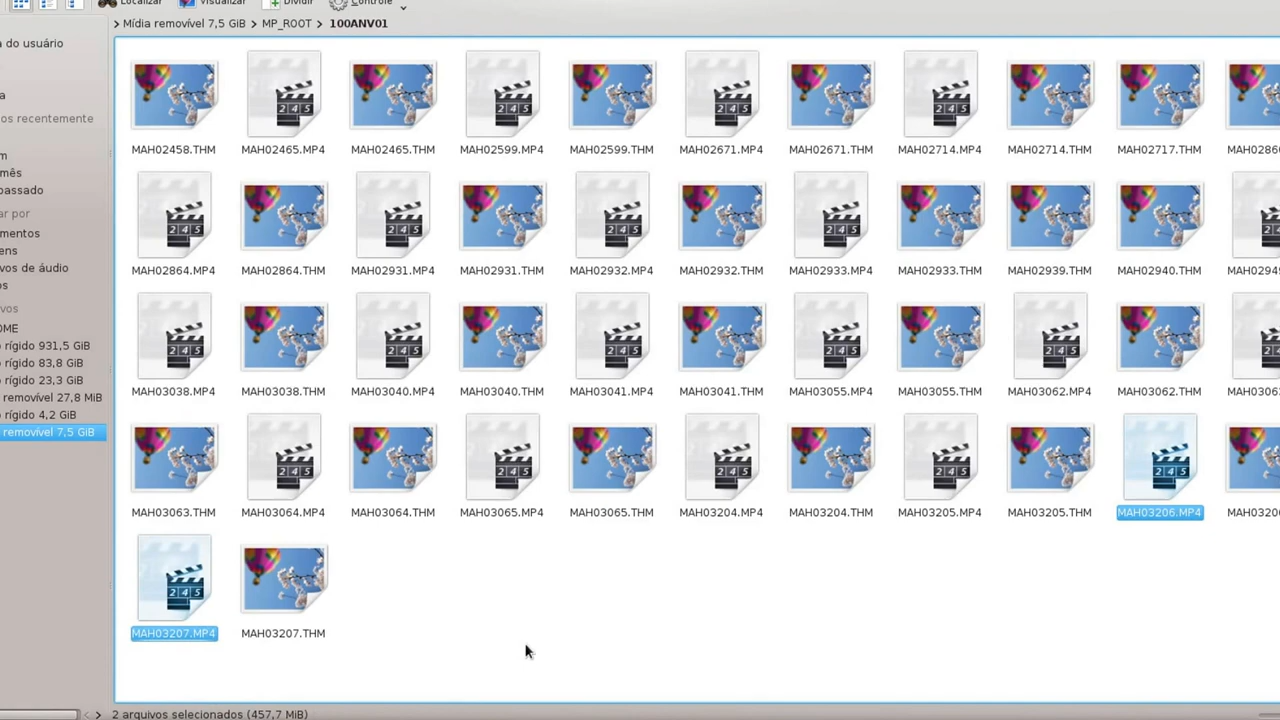 Localizar Visualizar Dividir Controle
Mídia removível 7,5 GiB > MP_ROOT > 100ANV01
a do usuário
a
os recentemente
m
mês
passado
ar por
mentos
ens
vos de áudio
s
vos
OME
o rígido 931,5 GiB
o rígido 83,8 GiB
o rígido 23,3 GiB
removível 27,8 MiB
o rígido 4,2 GiB
removível 7,5 GiB
MAH02458.THM MAH02465.MP4 MAH02465.THM MAH02599.MP4 MAH02599.THM MAH02671.MP4 MAH02671.THM MAH02714.MP4 MAH02714.THM MAH02717.THM MAH0286
MAH02864.MP4 MAH02864.THM MAH02931.MP4 MAH02931.THM MAH02932.MP4 MAH02932.THM MAH02933.MP4 MAH02933.THM MAH02939.THM MAH02940.THM MAH0294
MAH03038.MP4 MAH03038.THM MAH03040.MP4 MAH03040.THM MAH03041.MP4 MAH03041.THM MAH03055.MP4 MAH03055.THM MAH03062.MP4 MAH03062.THM MAH0306
MAH03063.THM MAH03064.MP4 MAH03064.THM MAH03065.MP4 MAH03065.THM MAH03204.MP4 MAH03204.THM MAH03205.MP4 MAH03205.THM MAH03206.MP4 MAH0320
MAH03207.MP4 MAH03207.THM
2 arquivos selecionados (457,7 MiB)